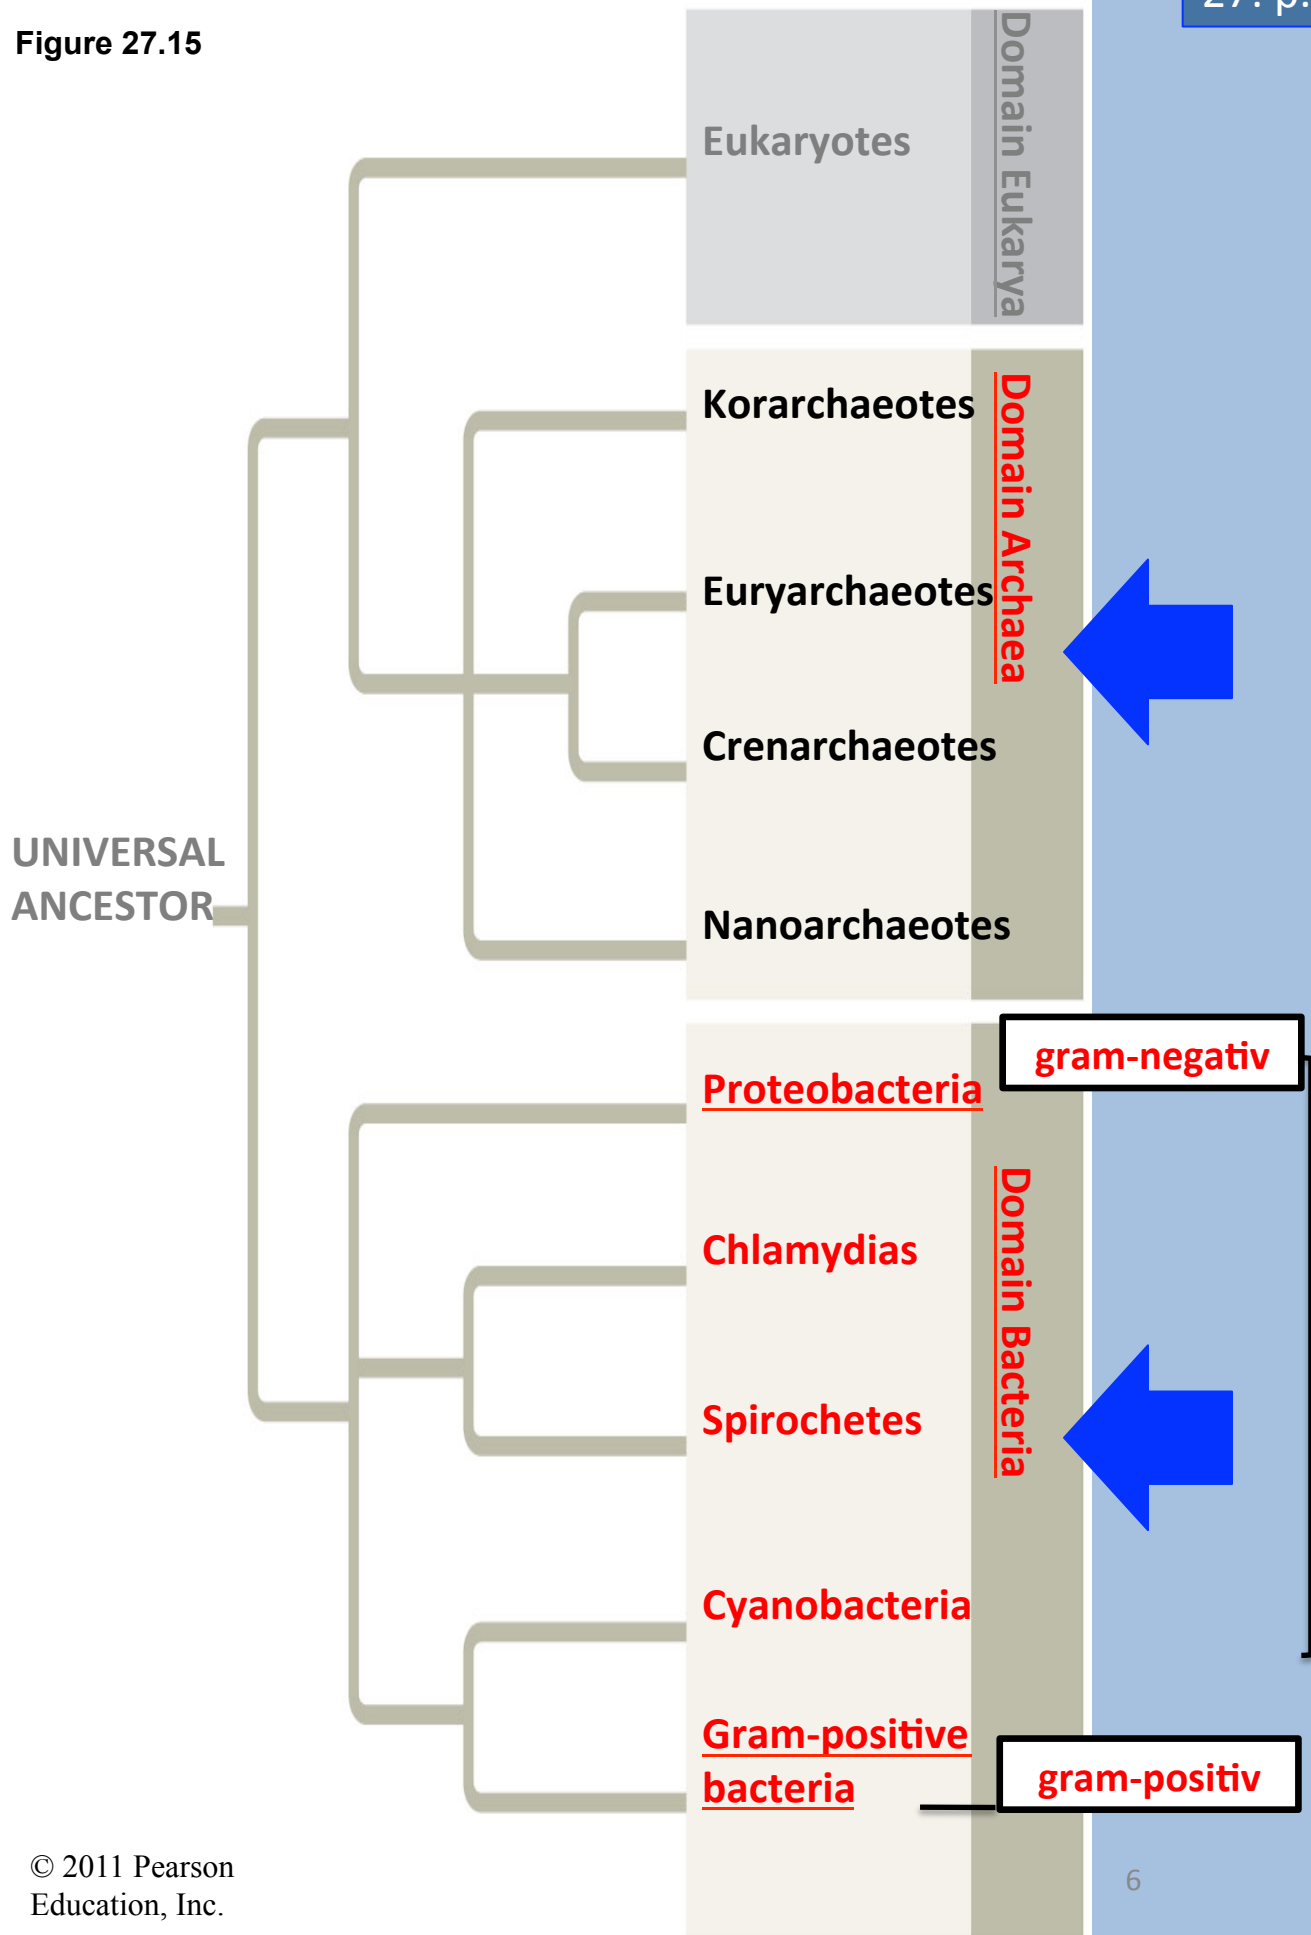 27. p.
Figure 27.15
Eukaryotes
Domain Eukarya
Korarchaeotes
Domain Archaea
Euryarchaeotes
Crenarchaeotes
UNIVERSAL
ANCESTOR
Nanoarchaeotes
gram-negativ
Proteobacteria
Domain Bacteria
Chlamydias
Spirochetes
Cyanobacteria
Gram-positive
bacteria
gram-positiv
© 2011 Pearson
Education, Inc.
6